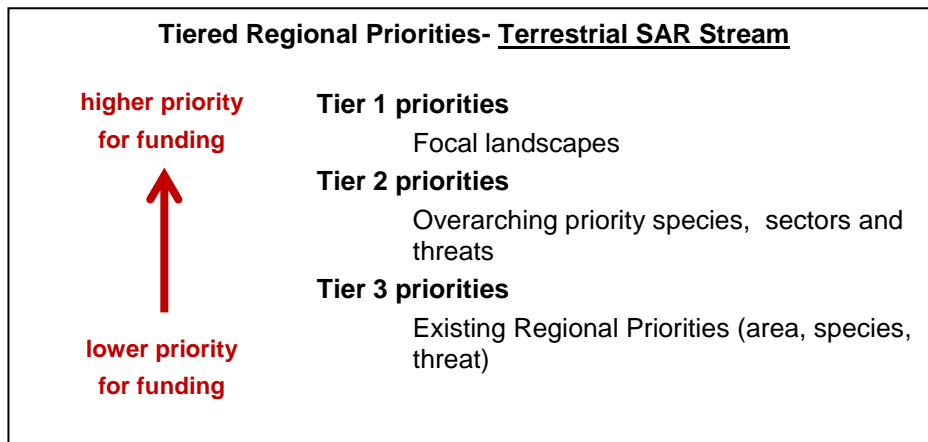 Tiered Regional Priorities- Terrestrial SAR Stream
higher priority
for funding
lower priority
for funding
Tier 1 priorities
Focal landscapes
Tier 2 priorities
Overarching priority species, sectors and
threats
Tier 3 priorities
Existing Regional Priorities (area, species,
threat)